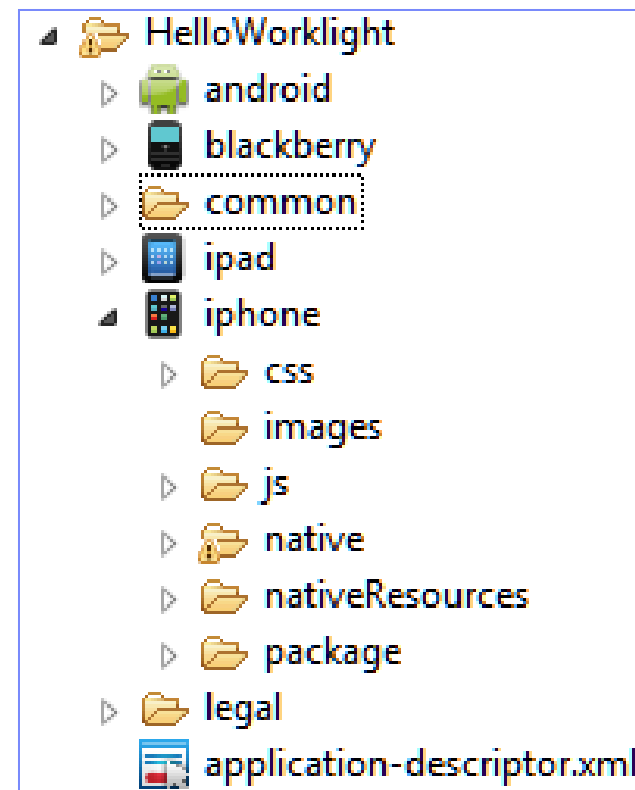 HelloWorklight
android
blackberry
common
ipad
iphone
css
images
js
native
nativeResources
package
legal
application-descriptor.xml